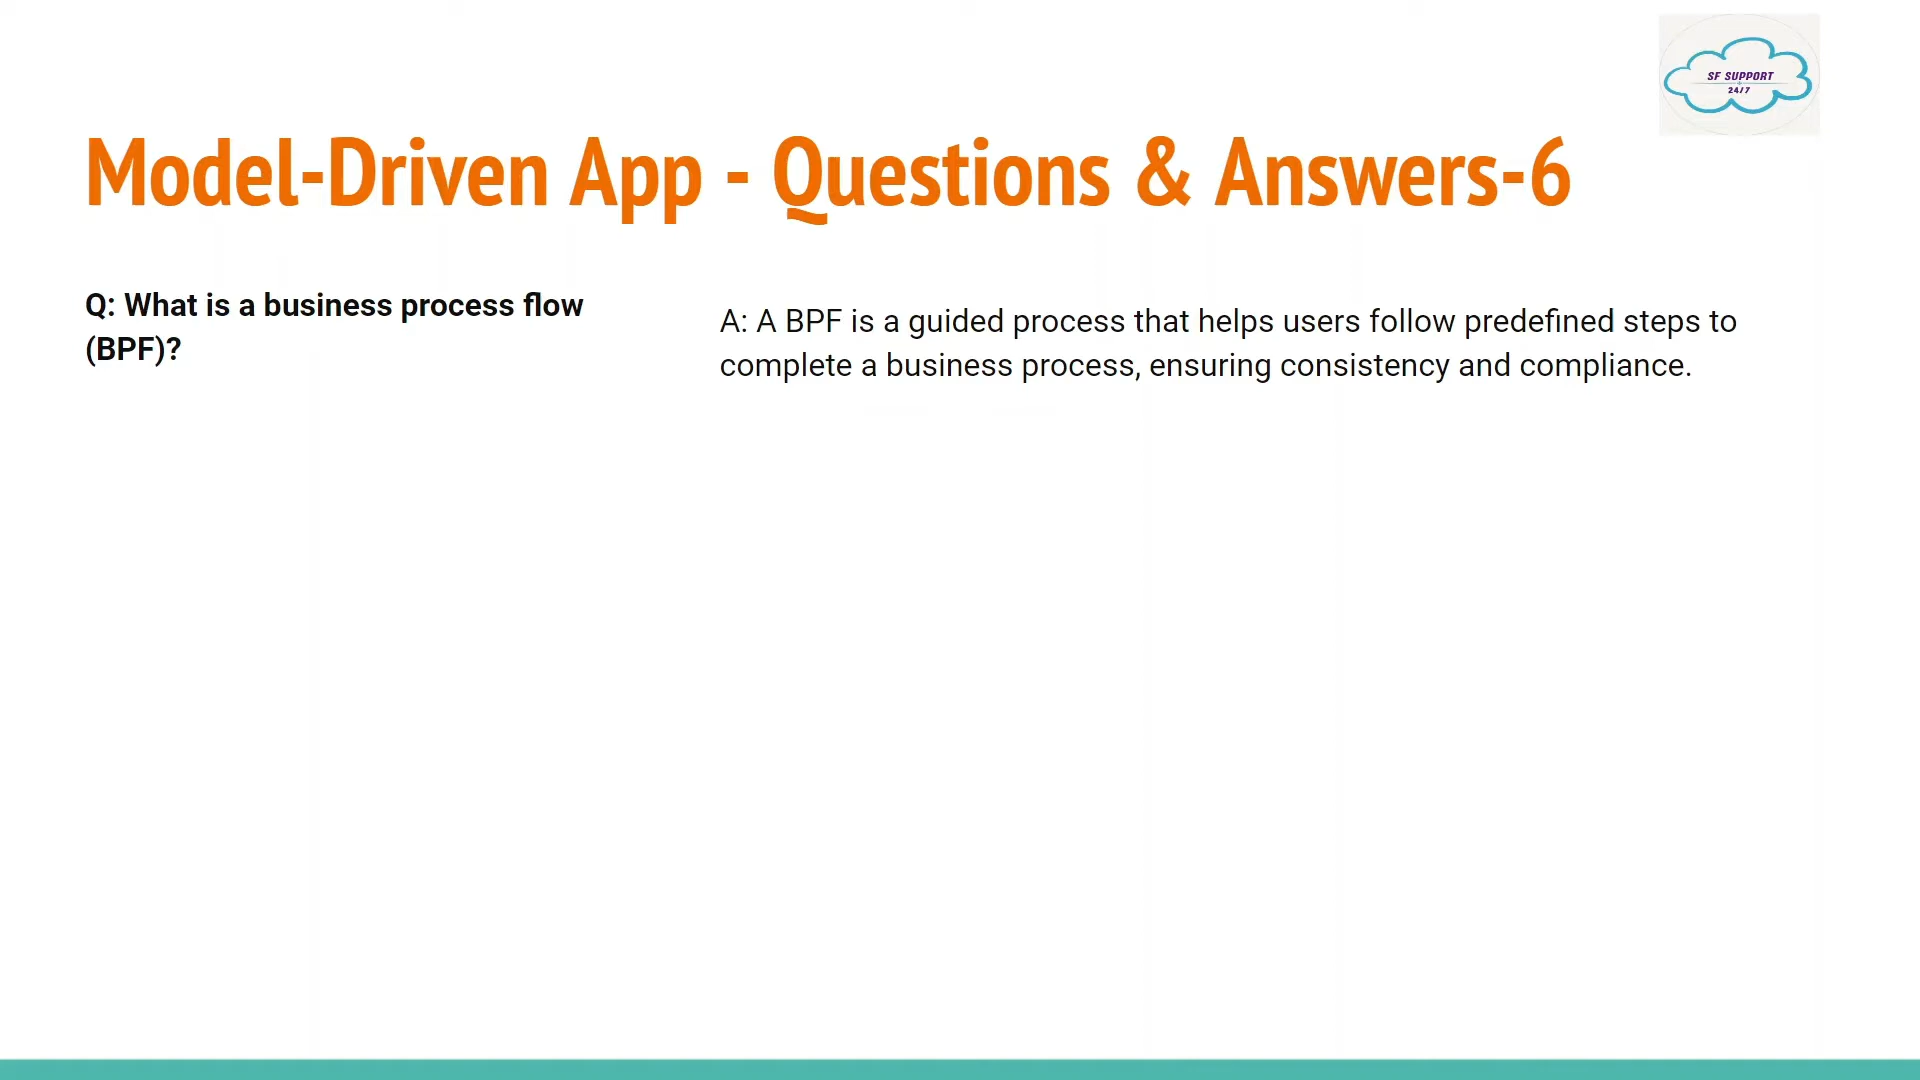 SF SUPPORT
24/7
Model-Driven App - Questions & Answers-6
Q: What is a business process flow
(BPF)?
A: A BPF is a guided process that helps users follow predefined steps to
complete a business process, ensuring consistency and compliance.